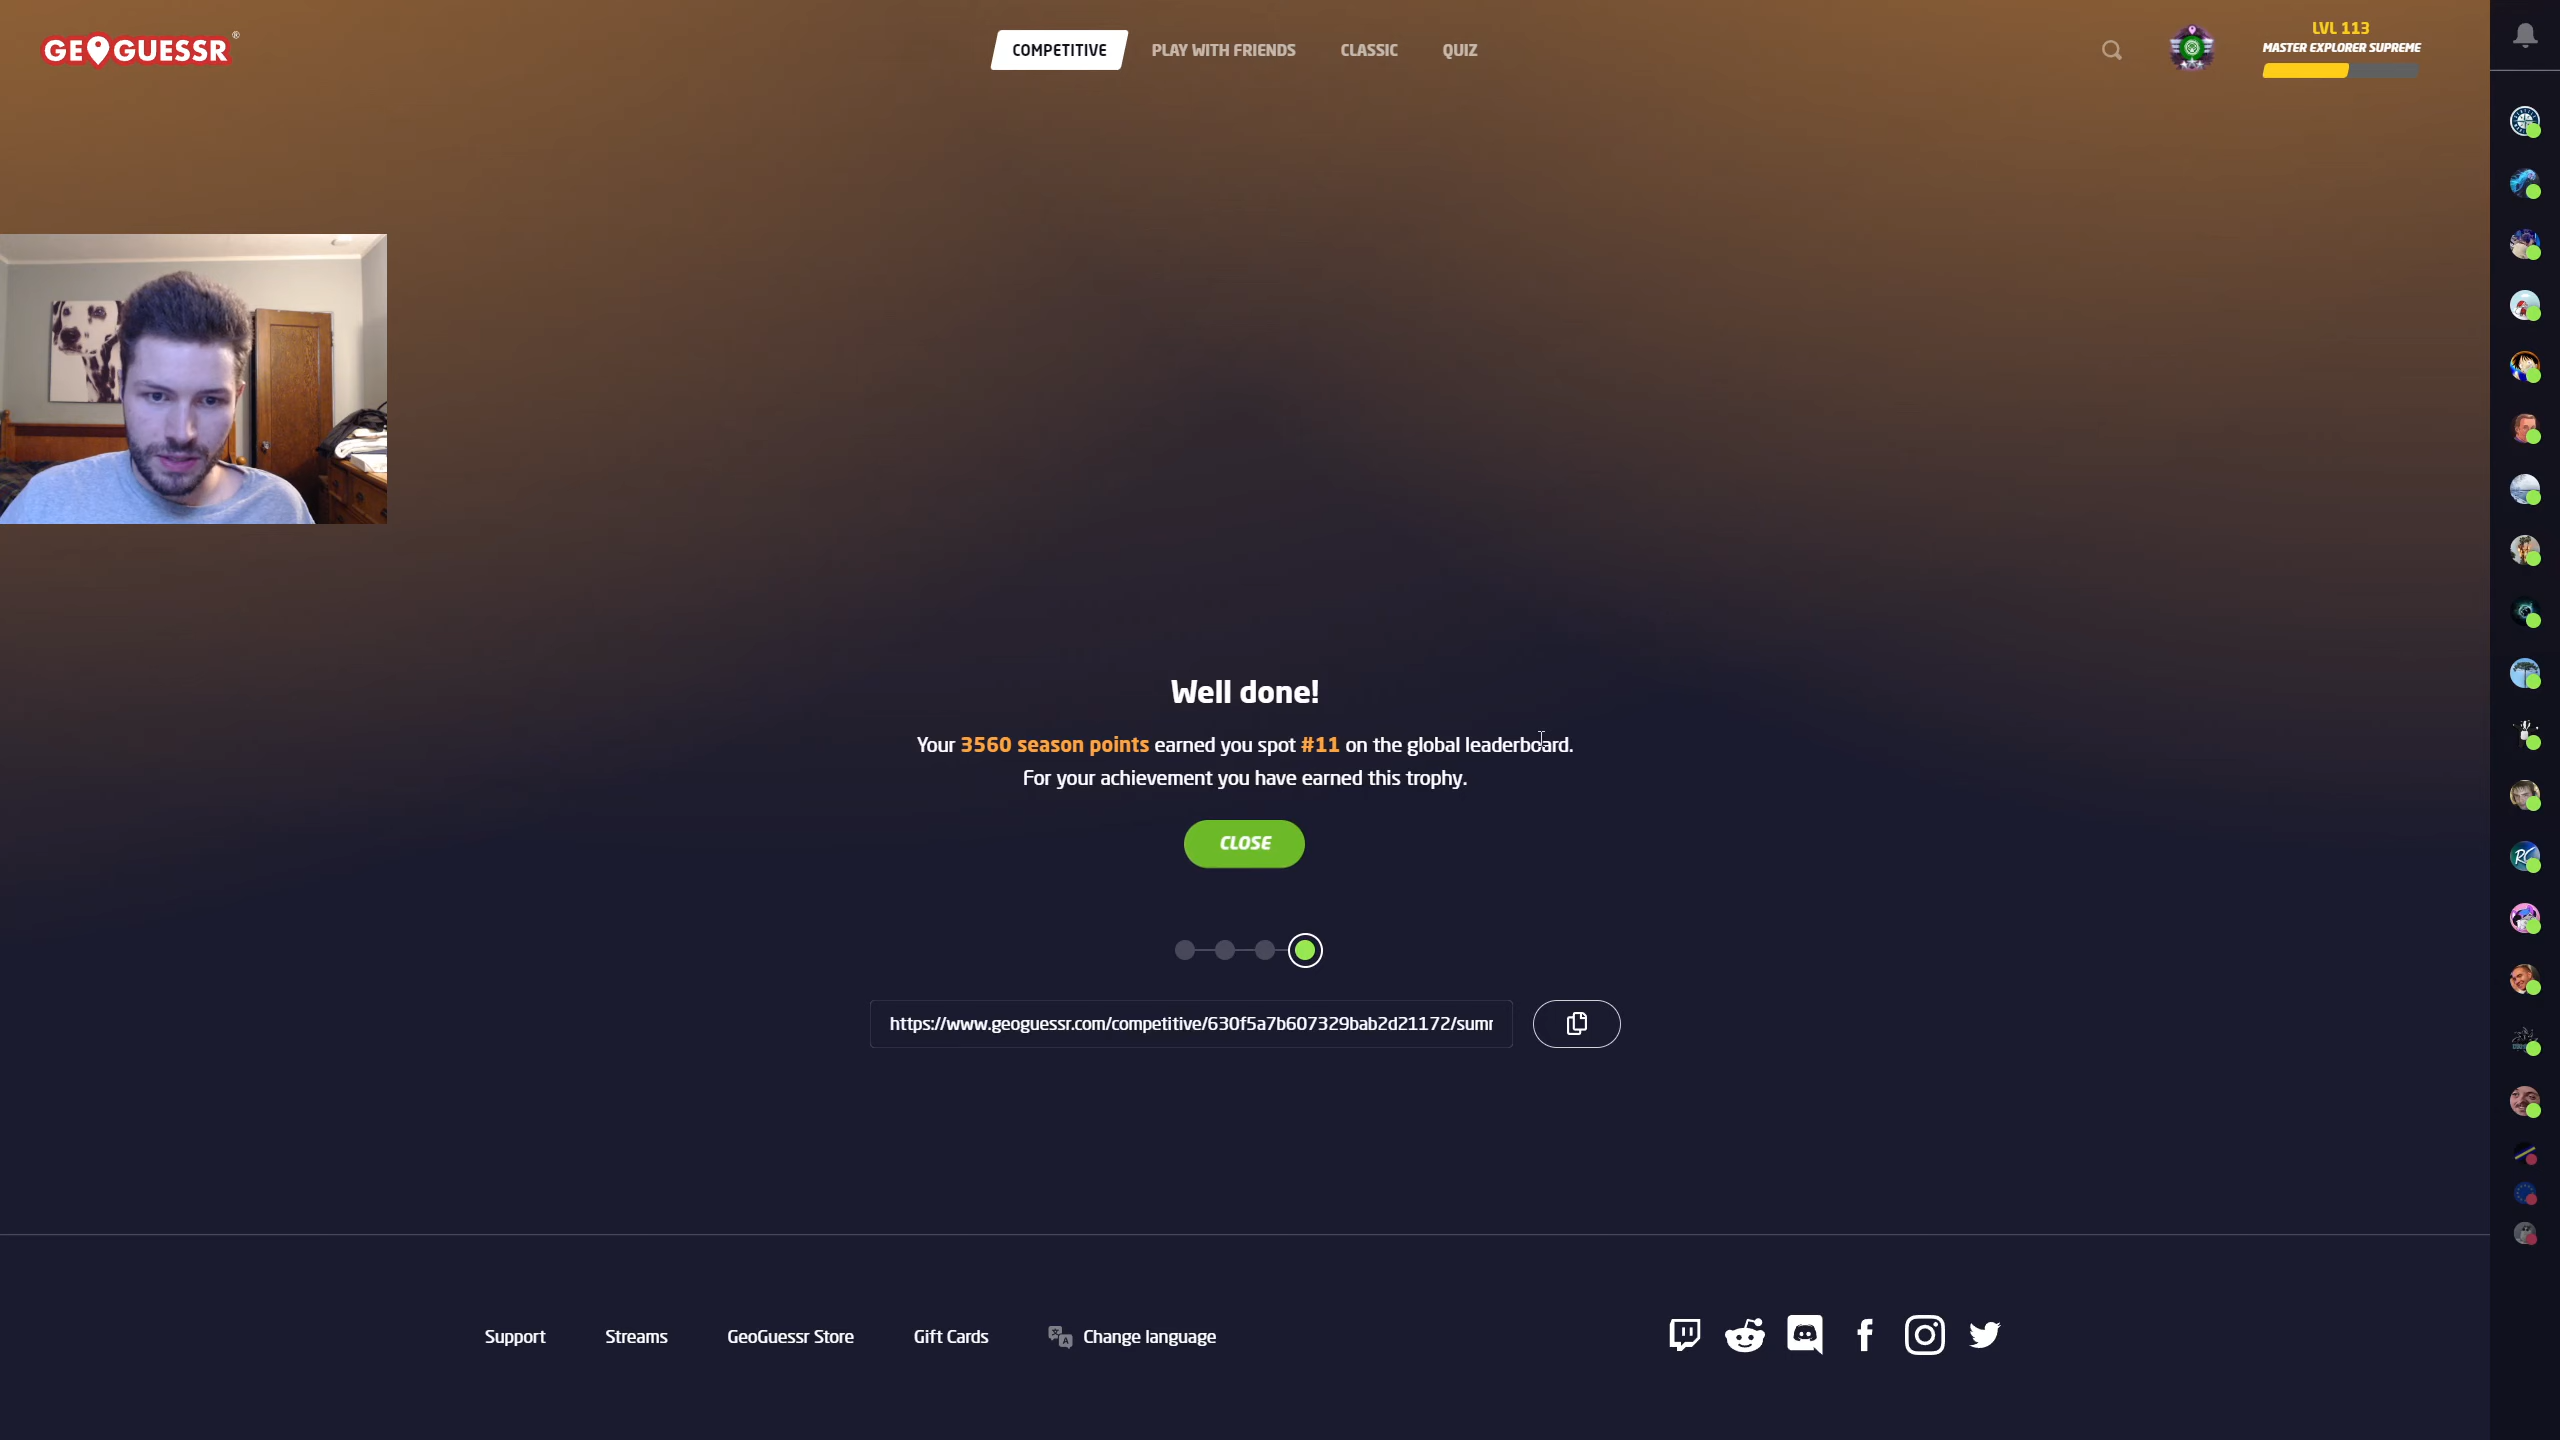 GEOGUESSR®
COMPETITIVE
PLAY WITH FRIENDS
CLASSIC
QUIZ
LVL 113
MASTER EXPLORER SUPREME
Well done!
Your 3560 season points earned you spot #11 on the global leaderboard.
For your achievement you have earned this trophy.
CLOSE
https://www.geoguessr.com/competitive/630f5a7b607329bab2d21172/sum
Support
Streams
GeoGuessr Store
Gift Cards
Change language
RC